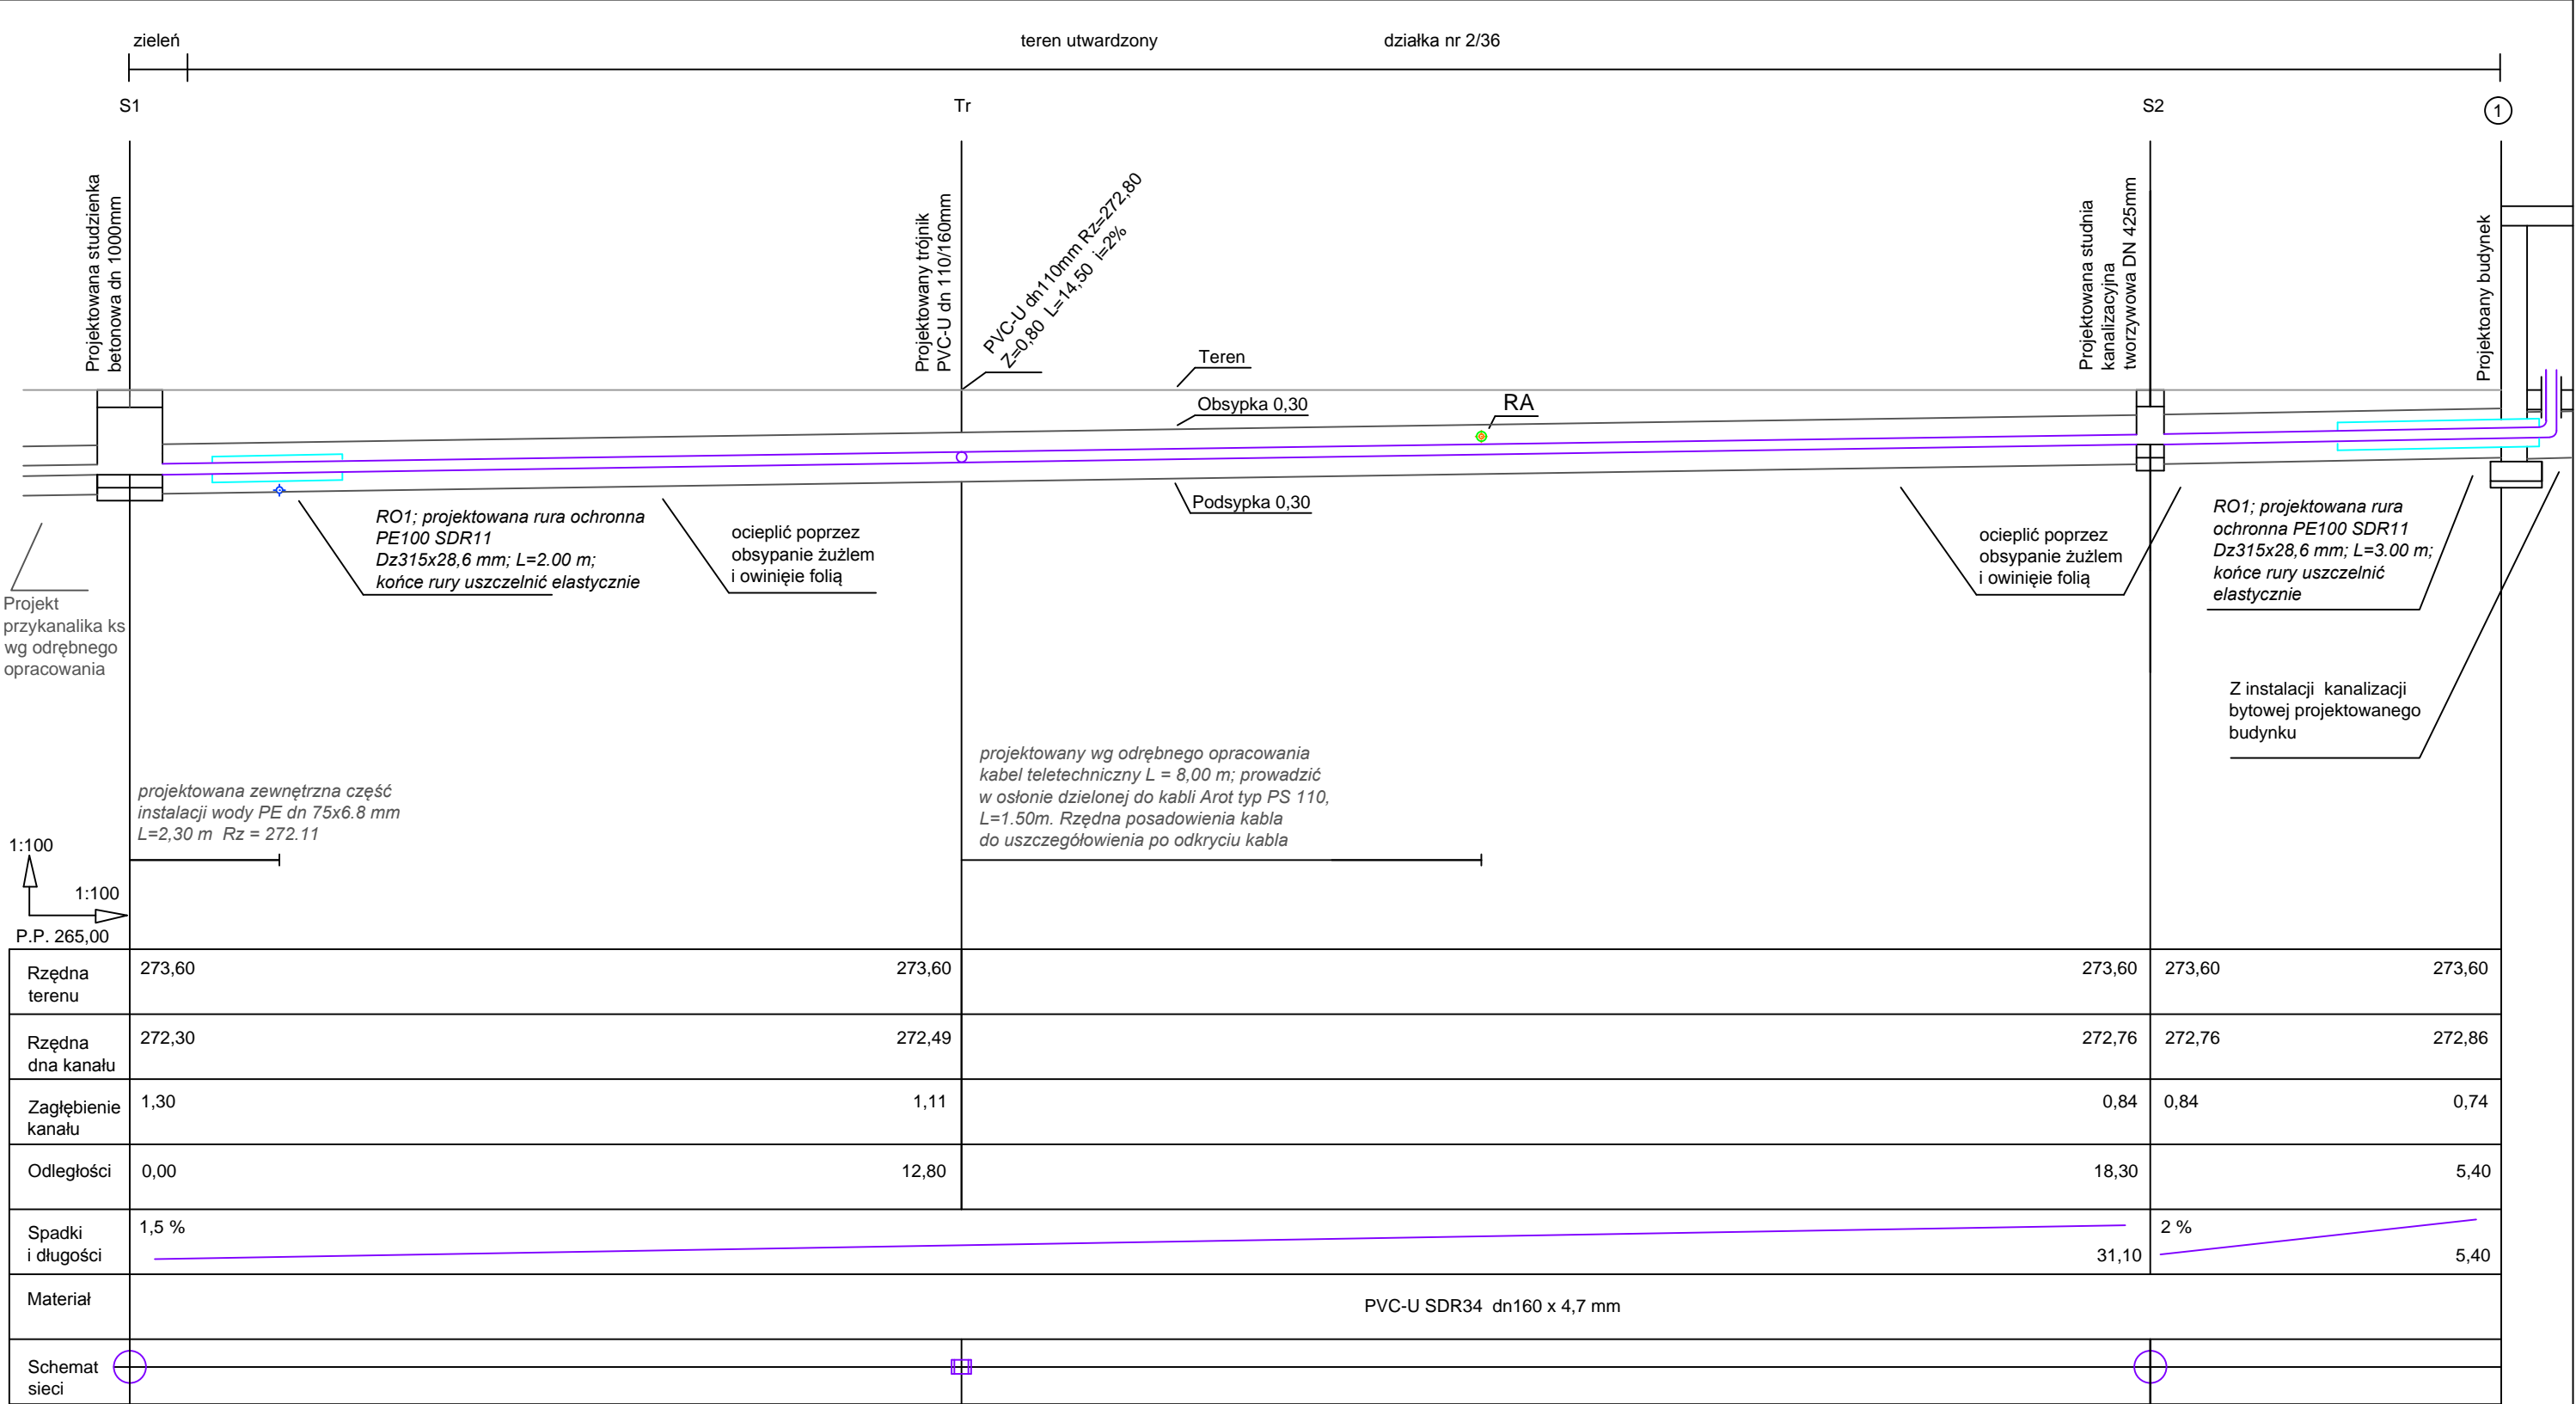 zieleń
teren utwardzony
działka nr 2/36
S1
Tr
S2
1
Projektowana studzienka
betonowa dn 1000mm
Projektowany trójnik
PVC-U dn 110/160mm
PVC-U dn110mm Rz=272,80
Z=0,80 L=14,50 i=2%
Projektowana studnia
kanalizacyjna
tworzywowa DN 425mm
Projektoany budynek
Teren
Obsypka 0,30
RA
Podsypka 0,30
RO1; projektowana rura ochronna
PE100 SDR11
Dz315x28,6 mm; L=2.00 m;
końce rury uszczelnić elastycznie
ocieplić poprzez
obsypanie żużlem
i owinięie folią
ocieplić poprzez
obsypanie żużlem
i owinięie folią
RO1; projektowana rura
ochronna PE100 SDR11
Dz315x28,6 mm; L=3.00 m;
końce rury uszczelnić
elastycznie
Projekt
przykanalika ks
wg odrębnego
opracowania
Z instalacji kanalizacji
bytowej projektowanego
budynku
projektowana zewnętrzna część
instalacji wody PE dn 75x6.8 mm
L=2,30 m Rz = 272.11
projektowany wg odrębnego opracowania
kabel teletechniczny L = 8,00 m; prowadzić
w osłonie dzielonej do kabli Arot typ PS 110,
L=1.50m. Rzędna posadowienia kabla
do uszczegółowienia po odkryciu kabla
1:100
1:100
P.P. 265,00
Rzędna
terenu
273,60 273,60 273,60 273,60 273,60
Rzędna
dna kanału
272,30 272,49 272,76 272,76 272,86
Zagłębienie
kanału
1,30 1,11 0,84 0,84 0,74
Odległości 0,00 12,80 18,30 5,40
Spadki
i długości
1,5 % 2 %
31,10 5,40
Materiał
PVC-U SDR34 dn160 x 4,7 mm
Schemat
sieci